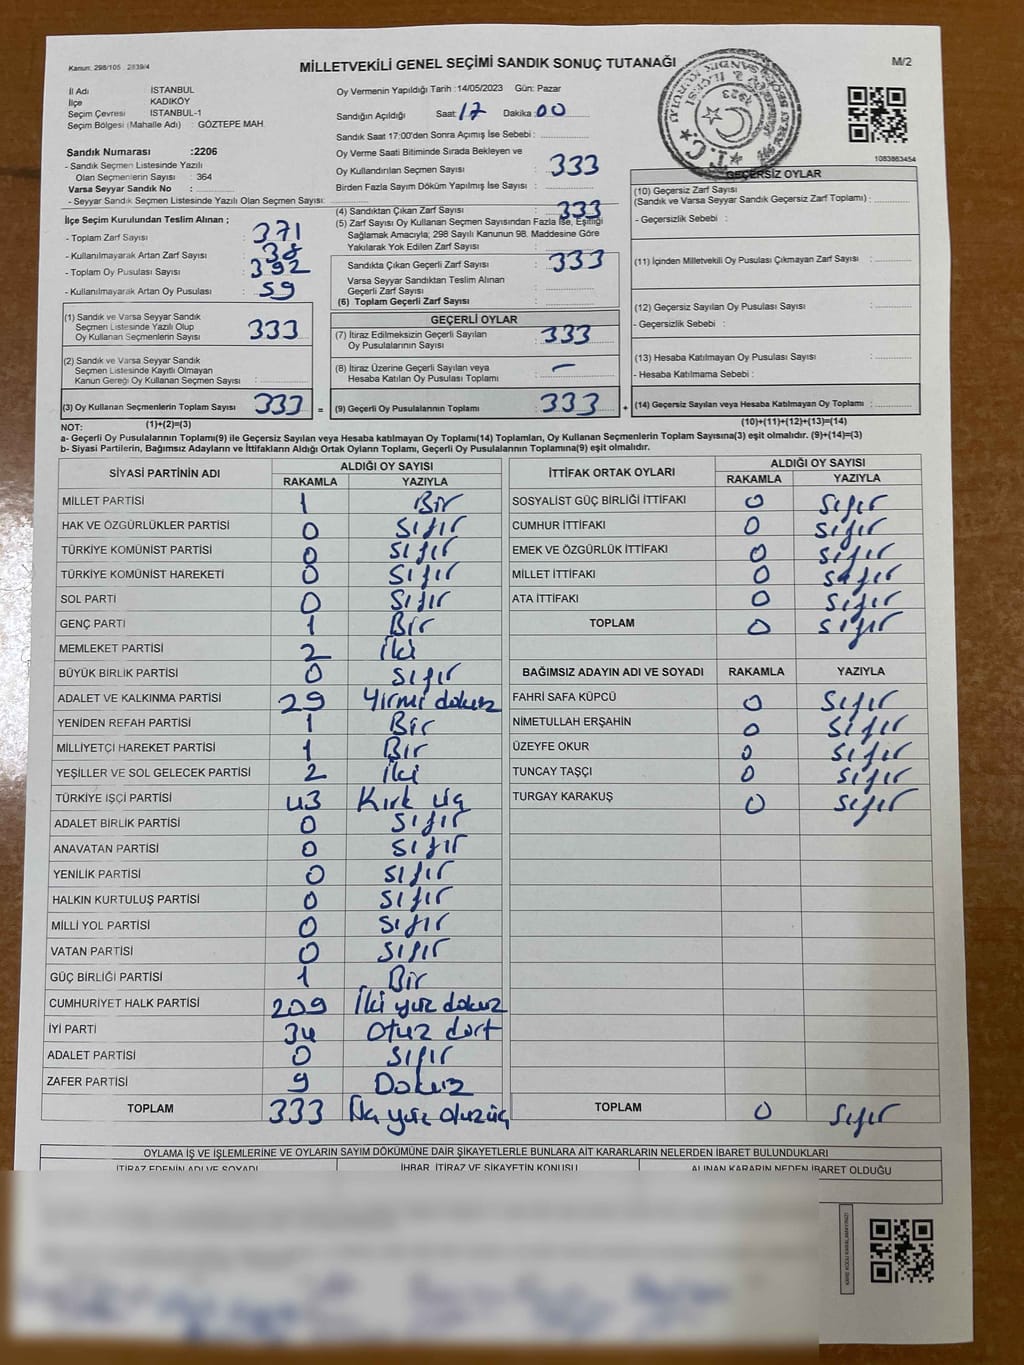 Kanun: 298/105 2839/4
MİLLETVEKİLİ GENEL SEÇİMİ SANDIK SONUÇ TUTANAĞI
M/2
İl Adı : İSTANBUL
İlçe : KADIKÖY
Seçim Çevresi : İSTANBUL-1
Seçim Bölgesi (Mahalle Adı) : GÖZTEPE MAH.
Sandık Numarası :2206
- Sandık Seçmen Listesinde Yazılı
Olan Seçmenlerin Sayısı : 364
Varsa Seyyar Sandık No :
- Seyyar Sandık Seçmen Listesinde Yazılı Olan Seçmen Sayısı:
İlçe Seçim Kurulundan Teslim Alınan ;
- Toplam Zarf Sayısı : 371
- Kullanılmayarak Artan Zarf Sayısı : 38
- Toplam Oy Pusulası Sayısı : 392
- Kullanılmayarak Artan Oy Pusulası : 59
(1) Sandık ve Varsa Seyyar Sandık
Seçmen Listesinde Yazılı Olup
Oy Kullanan Seçmenlerin Sayısı : 333
(2) Sandık ve Varsa Seyyar Sandık
Seçmen Listesinde Kayıtlı Olmayan
Kanun Gereği Oy Kullanan Seçmen Sayısı :
(3) Oy Kullanan Seçmenlerin Toplam Sayısı : 333 =
(1)+(2)=(3)
Oy Vermenin Yapıldığı Tarih :14/05/2023 Gün: Pazar
Sandığın Açıldığı Saat: 17 Dakika : 00
Sandık Saat 17:00'den Sonra Açımış İse Sebebi :
Oy Verme Saati Bitiminde Sırada Bekleyen ve
Oy Kullandırılan Seçmen Sayısı : 333
Birden Fazla Sayım Döküm Yapılmış İse Sayısı :
(4) Sandıktan Çıkan Zarf Sayısı : 333
(5) Zarf Sayısı Oy Kullanan Seçmen Sayısından Fazla İse, Eşitliği
Sağlamak Amacıyla; 298 Sayılı Kanunun 98. Maddesine Göre
Yakılarak Yok Edilen Zarf Sayısı :
Sandıkta Çıkan Geçerli Zarf Sayısı : 333
Varsa Seyyar Sandıktan Teslim Alınan
Geçerli Zarf Sayısı :
(6) Toplam Geçerli Zarf Sayısı :
GEÇERLİ OYLAR
(7) İtiraz Edilmeksizin Geçerli Sayılan
Oy Pusulalarının Sayısı : 333
(8) İtiraz Üzerine Geçerli Sayılan veya
Hesaba Katılan Oy Pusulası Toplamı : —
(9) Geçerli Oy Pusulalarının Toplamı : 333 +
1083863454
GEÇERSİZ OYLAR
(10) Geçersiz Zarf Sayısı
(Sandık ve Varsa Seyyar Sandık Geçersiz Zarf Toplamı) :
- Geçersizlik Sebebi :
(11) İçinden Milletvekili Oy Pusulası Çıkmayan Zarf Sayısı :
(12) Geçersiz Sayılan Oy Pusulası Sayısı :
- Geçersizlik Sebebi :
(13) Hesaba Katılmayan Oy Pusulası Sayısı :
- Hesaba Katılmama Sebebi :
(14) Geçersiz Sayılan veya Hesaba Katılmayan Oy Toplamı :
(10)+(11)+(12)+(13)=(14)
NOT:
a- Geçerli Oy Pusulalarının Toplamı(9) ile Geçersiz Sayılan veya Hesaba katılmayan Oy Toplamı(14) Toplamları, Oy Kullanan Seçmenlerin Toplam Sayısına(3) eşit olmalıdır. (9)+(14)=(3)
b- Siyasi Partilerin, Bağımsız Adayların ve İttifakların Aldığı Ortak Oyların Toplamı, Geçerli Oy Pusulalarının Toplamına(9) eşit olmalıdır.
SİYASİ PARTİNİN ADI ALDIĞI OY SAYISI
RAKAMLA YAZIYLA
MİLLET PARTİSİ 1 Bir
HAK VE ÖZGÜRLÜKLER PARTİSİ 0 Sıfır
TÜRKİYE KOMÜNİST PARTİSİ 0 Sıfır
TÜRKİYE KOMÜNİST HAREKETİ 0 Sıfır
SOL PARTİ 0 Sıfır
GENÇ PARTİ 1 Bir
MEMLEKET PARTİSİ 2 İki
BÜYÜK BİRLİK PARTİSİ 0 Sıfır
ADALET VE KALKINMA PARTİSİ 29 Yirmi dokuz
YENİDEN REFAH PARTİSİ 1 Bir
MİLLİYETÇİ HAREKET PARTİSİ 1 Bir
YEŞİLLER VE SOL GELECEK PARTİSİ 2 İki
TÜRKİYE İŞÇİ PARTİSİ 43 Kırk üç
ADALET BİRLİK PARTİSİ 0 Sıfır
ANAVATAN PARTİSİ 0 Sıfır
YENİLİK PARTİSİ 0 Sıfır
HALKIN KURTULUŞ PARTİSİ 0 Sıfır
MİLLİ YOL PARTİSİ 0 Sıfır
VATAN PARTİSİ 0 Sıfır
GÜÇ BİRLİĞİ PARTİSİ 1 Bir
CUMHURİYET HALK PARTİSİ 209 İki yüz dokuz
İYİ PARTİ 34 Otuz dört
ADALET PARTİSİ 0 Sıfır
ZAFER PARTİSİ 9 Dokuz
TOPLAM 333 yüz otuzüç
İTTİFAK ORTAK OYLARI ALDIĞI OY SAYISI
RAKAMLA YAZIYLA
SOSYALİST GÜÇ BİRLİĞİ İTTİFAKI 0 Sıfır
CUMHUR İTTİFAKI 0 Sıfır
EMEK VE ÖZGÜRLÜK İTTİFAKI 0 Sıfır
MİLLET İTTİFAKI 0 Sıfır
ATA İTTİFAKI 0 Sıfır
TOPLAM 0 Sıfır
BAĞIMSIZ ADAYIN ADI VE SOYADI RAKAMLA YAZIYLA
FAHRİ SAFA KÜPCÜ 0 Sıfır
NİMETULLAH ERŞAHİN 0 Sıfır
ÜZEYFE OKUR 0 Sıfır
TUNCAY TAŞÇI 0 Sıfır
TURGAY KARAKUŞ 0 Sıfır
TOPLAM 0 Sıfır
OYLAMA İŞ VE İŞLEMLERİNE VE OYLARIN SAYIM DÖKÜMÜNE DAİR ŞİKAYETLERLE BUNLARA AİT KARARLARIN NELERDEN İBARET BULUNDUKLARI
İTİRAZ EDENİN ADI VE SOYADI İHBAR, İTİRAZ VE ŞİKAYETİN KONUSU ALINAN KARARIN NEDEN İBARET OLDUĞU